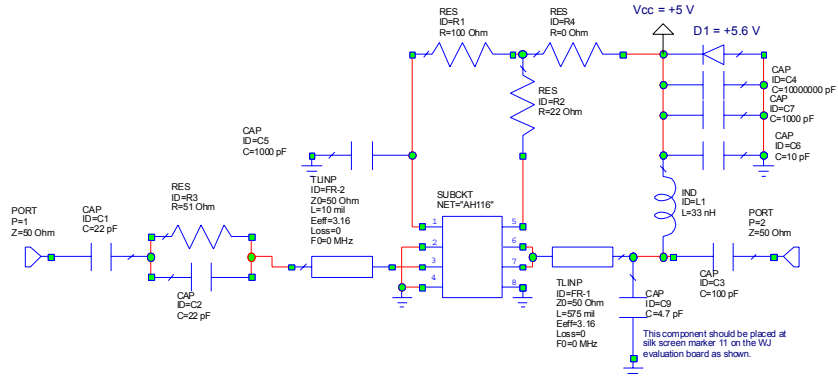 Vcc = +5 V
D1 = +5.6 V
RES
ID=R1
R=100 Ohm
RES
ID=R4
R=0 Ohm
CAP
ID=C4
C=10000000 pF
CAP
ID=C7
C=1000 pF
CAP
ID=C6
C=10 pF
RES
ID=R2
R=22 Ohm
CAP
ID=C5
C=1000 pF
TLINP
ID=FR-2
Z0=50 Ohm
L=10 mil
Eeff=3.16
Loss=0
F0=0 MHz
SUBCKT
NET="AH116"
1
2
3
4
5
6
7
8
IND
ID=L1
L=33 nH
PORT
P=1
Z=50 Ohm
CAP
ID=C1
C=22 pF
RES
ID=R3
R=51 Ohm
CAP
ID=C2
C=22 pF
PORT
P=2
Z=50 Ohm
CAP
ID=C3
C=100 pF
TLINP
ID=FR-1
Z0=50 Ohm
L=575 mil
Eeff=3.16
Loss=0
F0=0 MHz
CAP
ID=C9
C=4.7 pF
This component should be placed at
silk screen marker 11 on the WJ
evaluation board as shown.